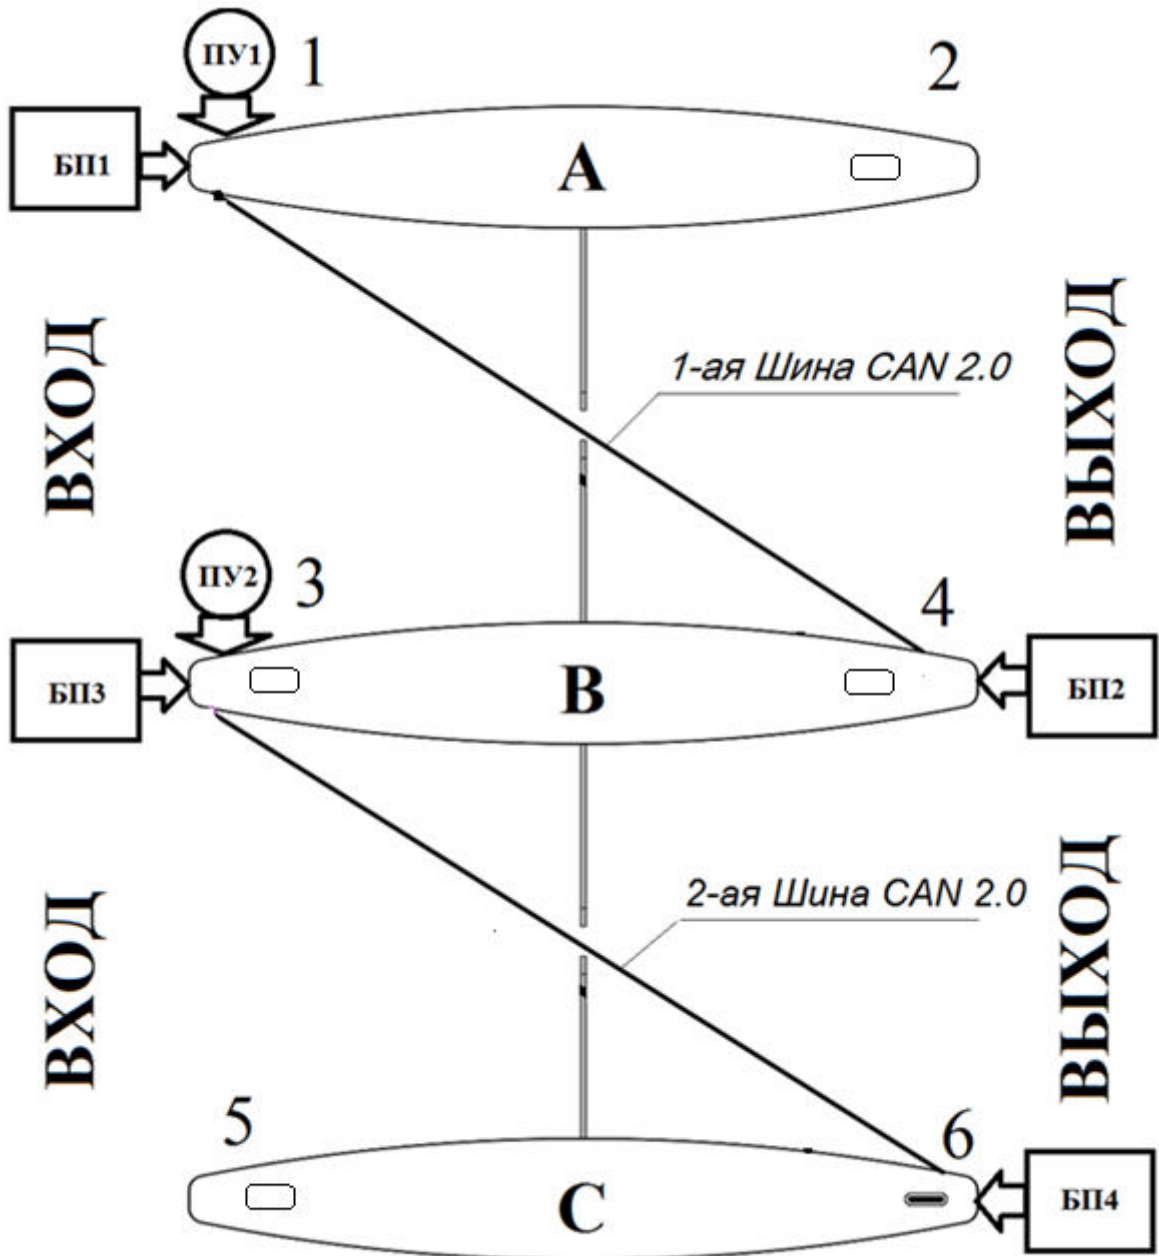 ПУ1
1
2
БП1
А
ВХОД
ВЫХОД
1-ая Шина CAN 2.0
ПУ2
3
4
БП3
В
БП2
ВХОД
ВЫХОД
2-ая Шина CAN 2.0
5
6
С
БП4